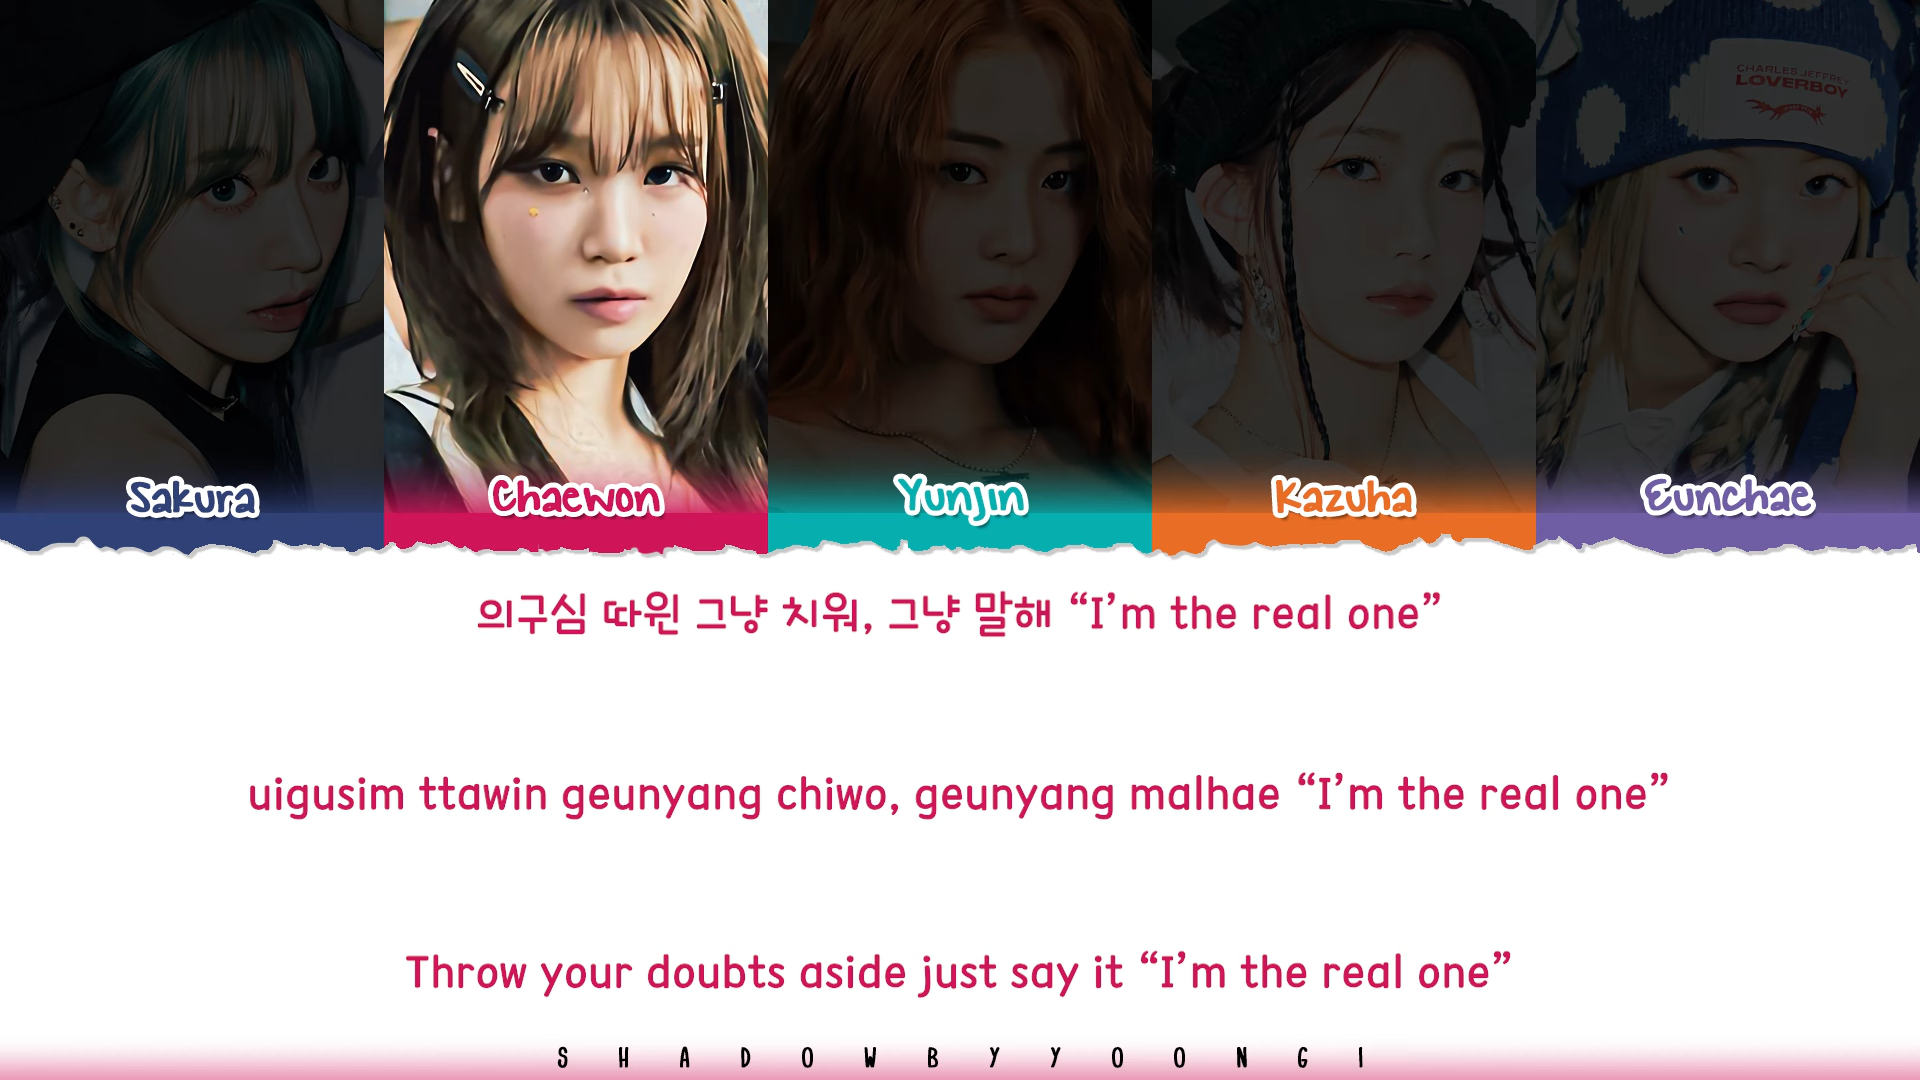 CHARLES JEFFREY
LOVERBOY
Sakura
Chaewon
Yunjin
Kazuha
Eunchae
의구심 따윈 그냥 치워, 그냥 말해 “I’m the real one”
uigusim ttawin geunyang chiwo, geunyang malhae “I’m the real one”
Throw your doubts aside just say it “I’m the real one”
SHADOWBYYOONGI